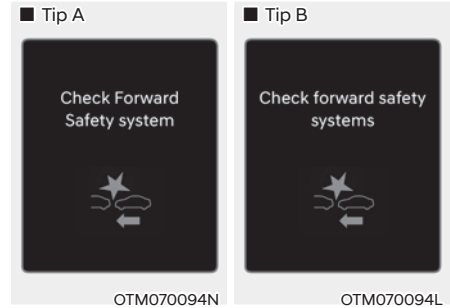 ■ Tip A
Check Forward
Safety system
OTM070094N
■ Tip B
Check forward safety
systems
OTM070094L